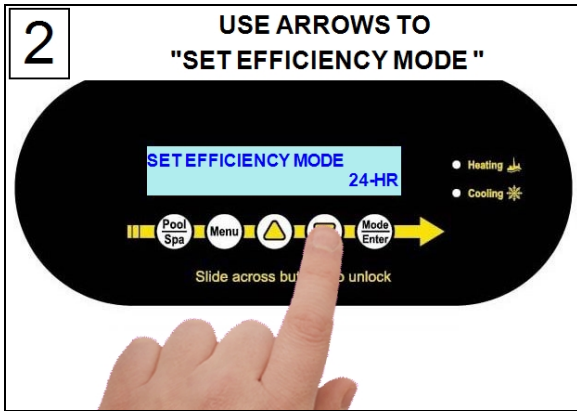 2
USE ARROWS TO
"SET EFFICIENCY MODE "
SET EFFICIENCY MODE
24-HR
Heating
Cooling
Pool
Spa
Menu
Mode
Enter
Slide across but o unlock